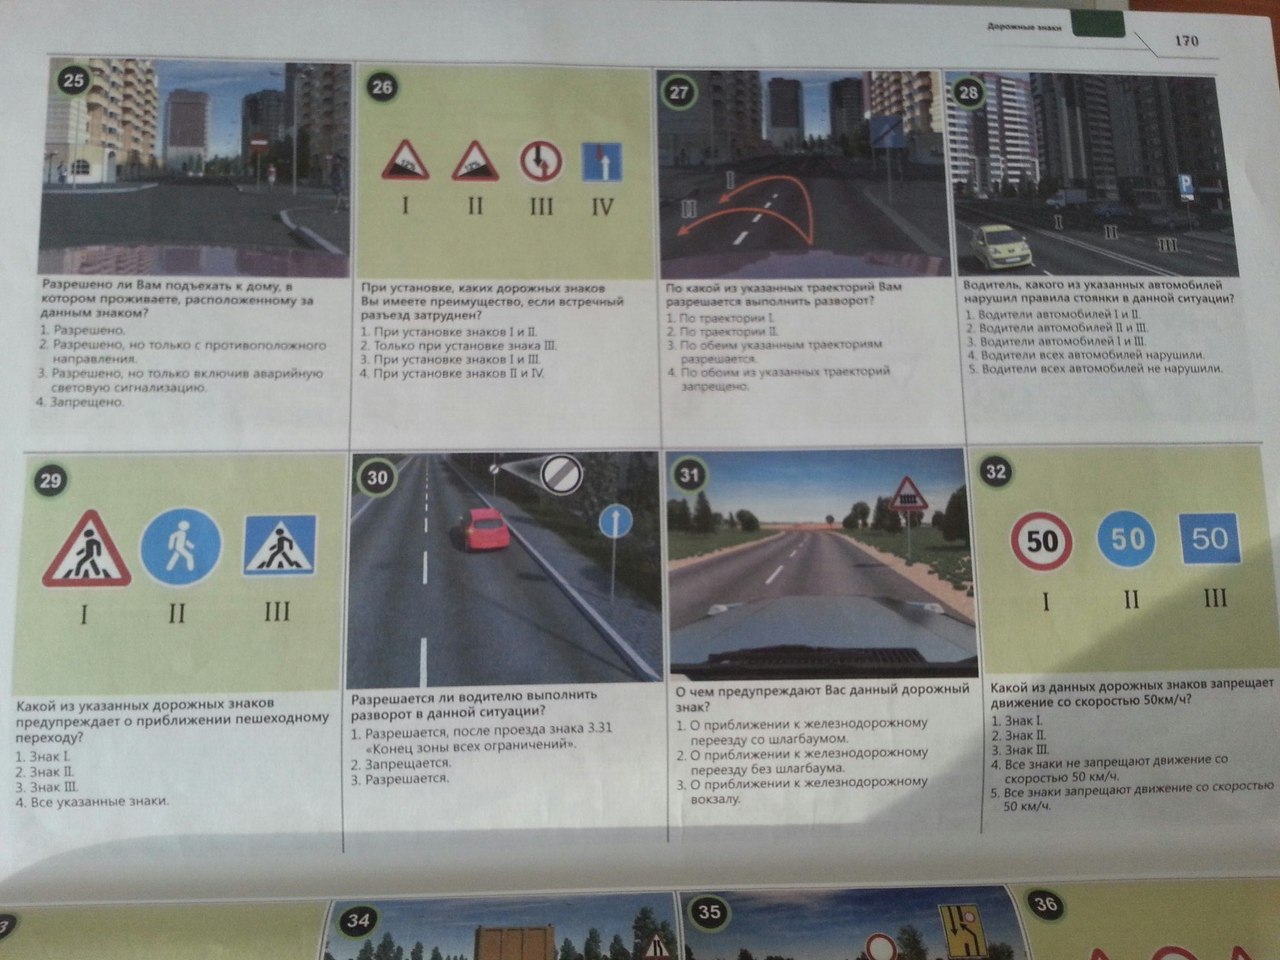 Дорожные знаки
170
25
Разрешено ли Вам подъехать к дому, в
котором проживаете, расположенному за
данным знаком?
1. Разрешено.
2. Разрешено, но только с противоположного
направления.
3. Разрешено, но только включив аварийную
световую сигнализацию.
4. Запрещено.
26
12%
12%
I II III IV
При установке, каких дорожных знаков
Вы имеете преимущество, если встречный
разъезд затруднен?
1. При установке знаков I и II.
2. Только при установке знака III.
3. При установке знаков I и III.
4. При установке знаков II и IV.
27
I
II
По какой из указанных траекторий Вам
разрешается выполнить разворот?
1. По траектории I.
2. По траектории II.
3. По обеим указанным траекториям
разрешается.
4. По обоим из указанных траекторий
запрещено.
28
P
I
II
III
Водитель, какого из указанных автомобилей
нарушил правила стоянки в данной ситуации?
1. Водители автомобилей I и II.
2. Водители автомобилей II и III.
3. Водители автомобилей I и III.
4. Водители всех автомобилей нарушили.
5. Водители всех автомобилей не нарушили.
29
I II III
Какой из указанных дорожных знаков
предупреждает о приближении пешеходному
переходу?
1. Знак I.
2. Знак II.
3. Знак III.
4. Все указанные знаки.
30
Разрешается ли водителю выполнить
разворот в данной ситуации?
1. Разрешается, после проезда знака 3.31
«Конец зоны всех ограничений».
2. Запрещается.
3. Разрешается.
31
О чем предупреждают Вас данный дорожный
знак?
1. О приближении к железнодорожному
переезду со шлагбаумом.
2. О приближении к железнодорожному
переезду без шлагбаума.
3. О приближении к железнодорожному
вокзалу.
32
50 50 50
I II III
Какой из данных дорожных знаков запрещает
движение со скоростью 50км/ч?
1. Знак I.
2. Знак II.
3. Знак III.
4. Все знаки не запрещают движение со
скоростью 50 км/ч.
5. Все знаки запрещают движение со скоростью
50 км/ч.
34
35
36